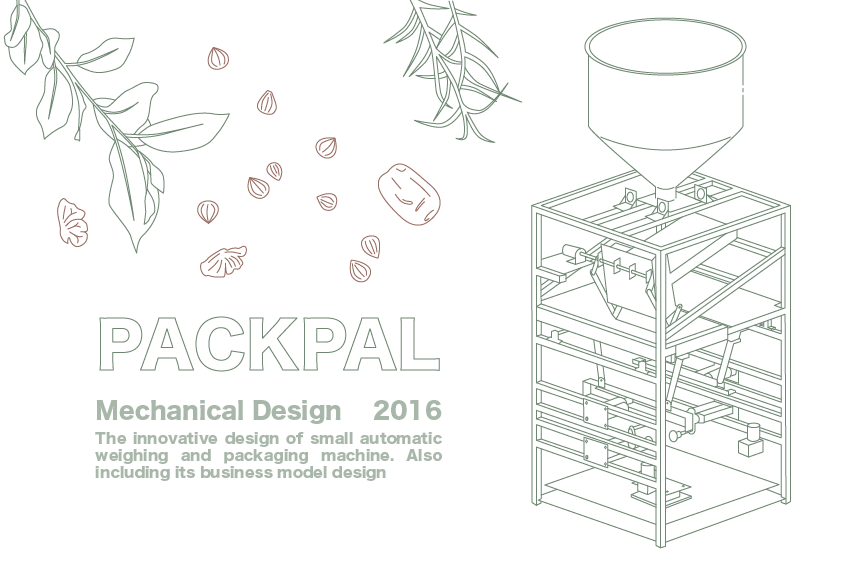 PACKPAL
Mechanical Design 2016
The innovative design of small automatic
weighing and packaging machine. Also
including its business model design